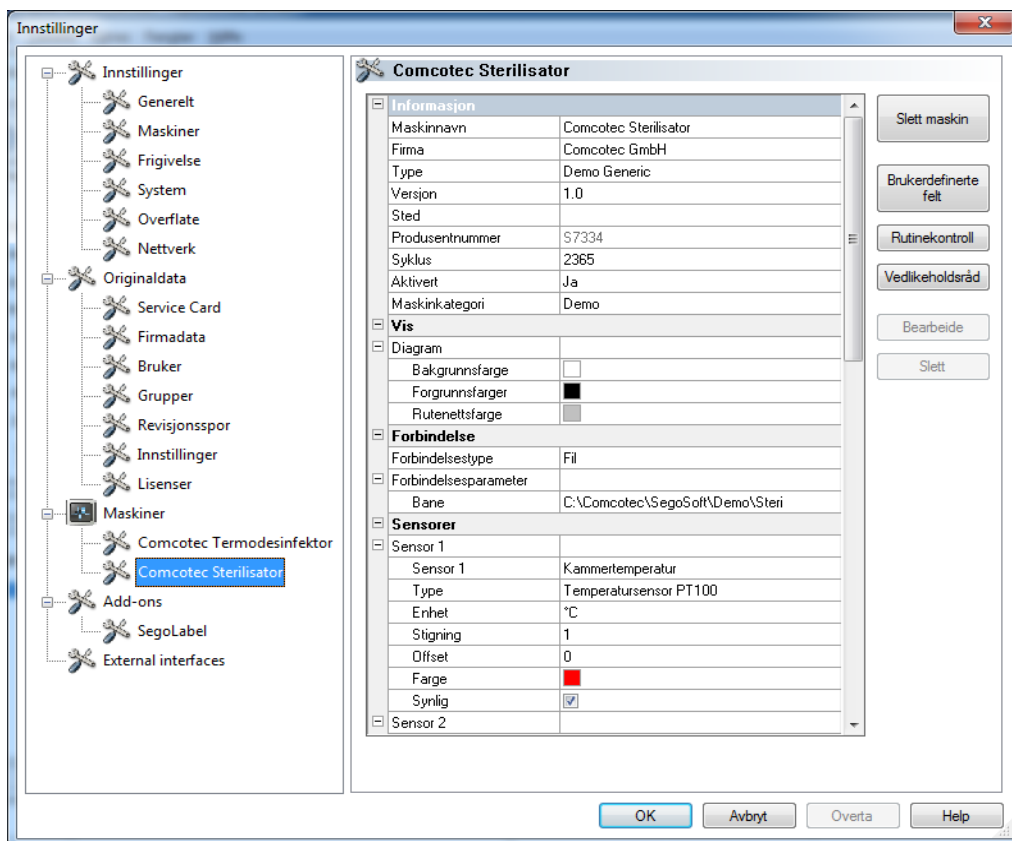 Innstillinger
Innstillinger
Generelt
Maskiner
Frigivelse
System
Overflate
Nettverk
Originaldata
Service Card
Firmadata
Bruker
Grupper
Revisjonsspor
Innstillinger
Lisenser
Maskiner
Comcotec Termodesinfektor
Comcotec Sterilisator
Add-ons
SegoLabel
External interfaces
Comcotec Sterilisator
Informasjon
Maskinnavn Comcotec Sterilisator
Firma Comcotec GmbH
Type Demo Generic
Versjon 1.0
Sted
Produsentnummer S7334
Syklus 2365
Aktivert Ja
Maskinkategori Demo
Vis
Diagram
Bakgrunnsfarge
Forgrunnsfarger
Rutenettsfarge
Forbindelse
Forbindelsestype Fil
Forbindelsesparameter
Bane C:\Comcotec\SegoSoft\Demo\Steri
Sensorer
Sensor 1
Sensor 1 Kammertemperatur
Type Temperatursensor PT100
Enhet °C
Stigning 1
Offset 0
Farge
Synlig
Sensor 2
Slett maskin
Brukerdefinerte
felt
Rutinekontroll
Vedlikeholdsråd
Bearbeide
Slett
OK
Avbryt
Overta
Help